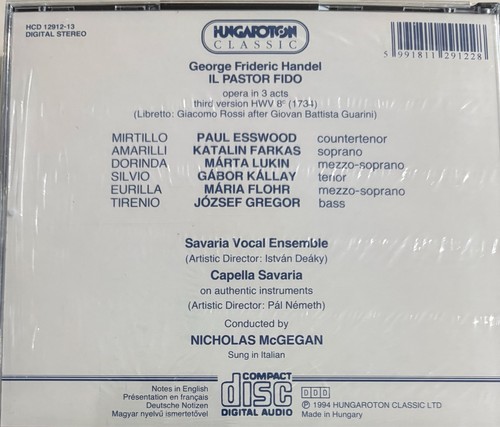 HCD 12912-13
DIGITAL STEREO
HUNGAROTON
CLASSIC
5 991811 291228
George Frideric Handel
IL PASTOR FIDO
opera in 3 acts
third version HWV 8c (1734)
(Libretto: Giacomo Rossi after Giovan Battista Guarini)
MIRTILLO PAUL ESSWOOD countertenor
AMARILLI KATALIN FARKAS soprano
DORINDA MÁRTA LUKIN mezzo-soprano
SILVIO GÁBOR KÁLLAY tenor
EURILLA MÁRIA FLOHR mezzo-soprano
TIRENIO JÓZSEF GREGOR bass
Savaria Vocal Ensemble
(Artistic Director: István Deáky)
Capella Savaria
on authentic instruments
(Artistic Director: Pál Németh)
Conducted by
NICHOLAS McGEGAN
Sung in Italian
Notes in English
Présentation en français
Deutsche Notizen
Magyar nyelvű ismertetővel
COMPACT
disc
DIGITAL AUDIO
DDD
℗ 1994 HUNGAROTON CLASSIC LTD
Made in Hungary